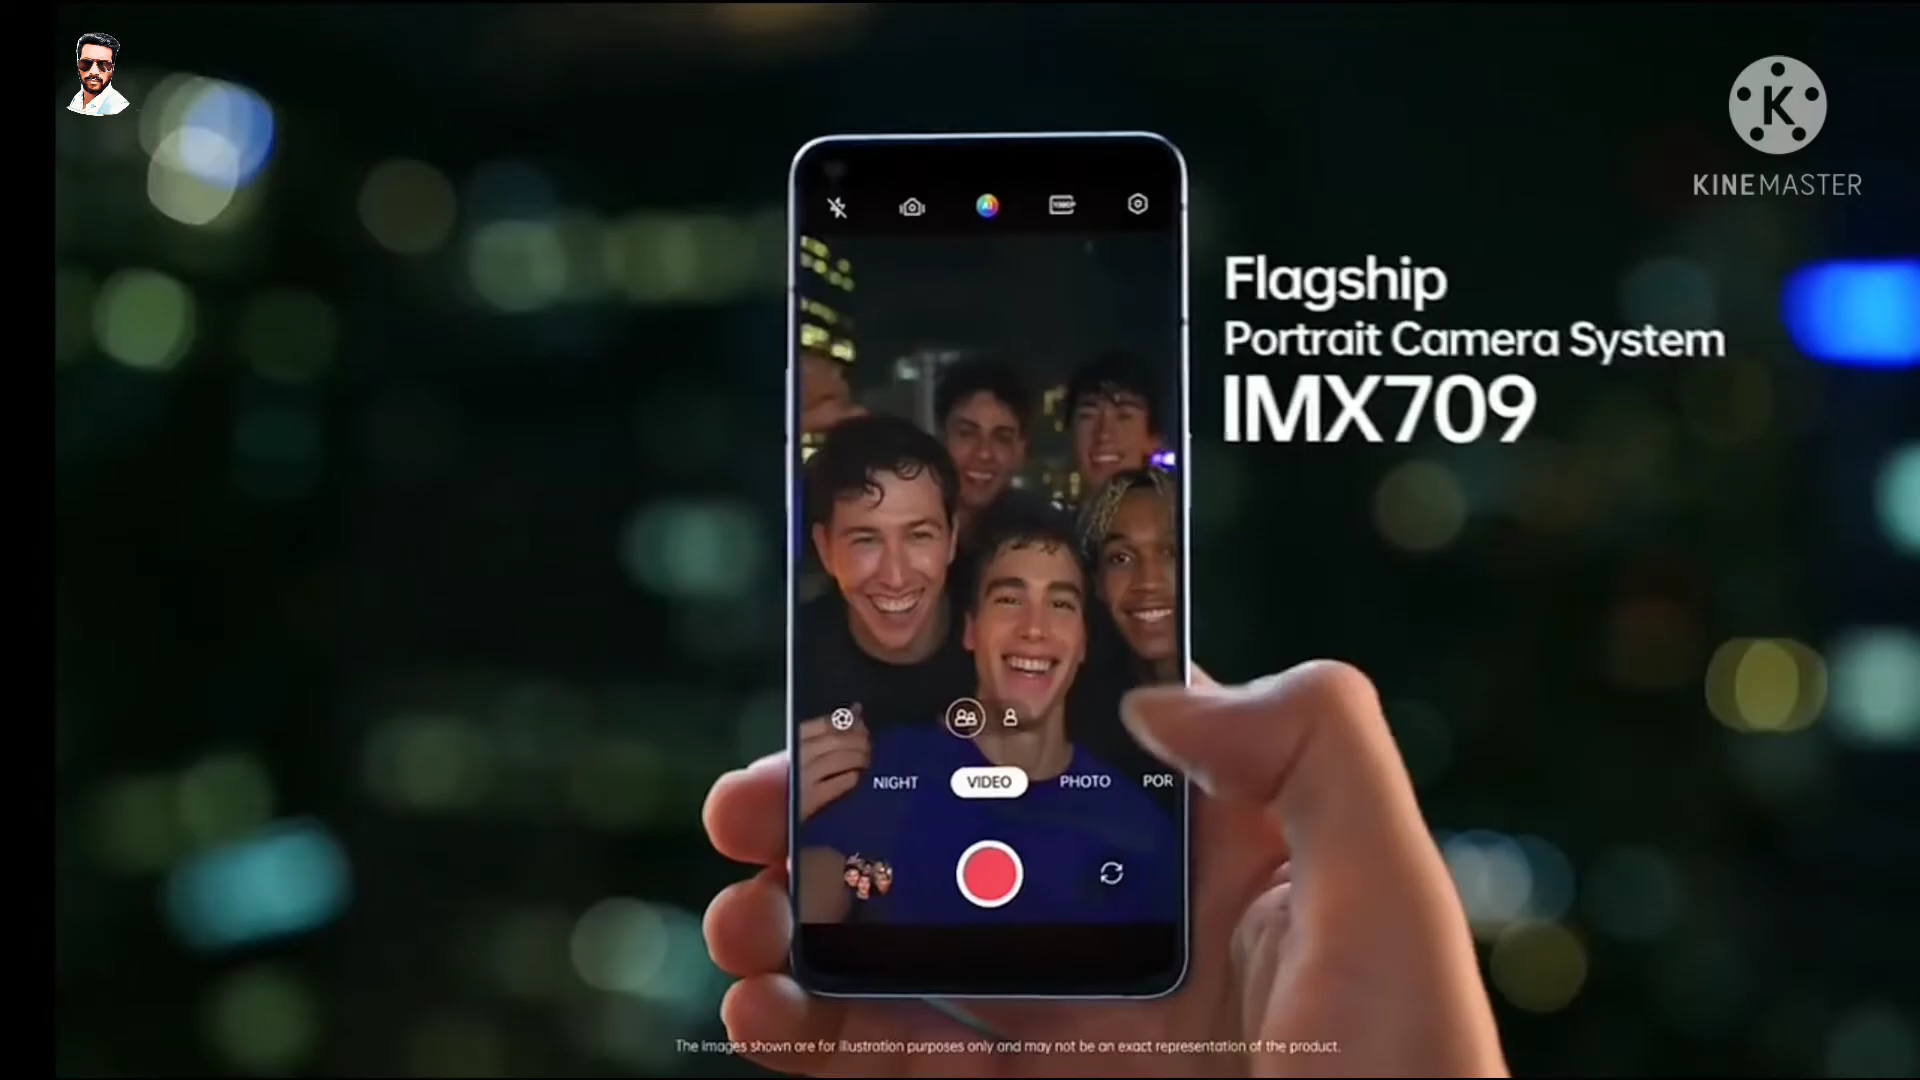 KINEMASTER
Flagship
Portrait Camera System
IMX709
NIGHT
VIDEO
PHOTO
POR
The images shown are for illustration purposes only and may not be an exact representation of the product.